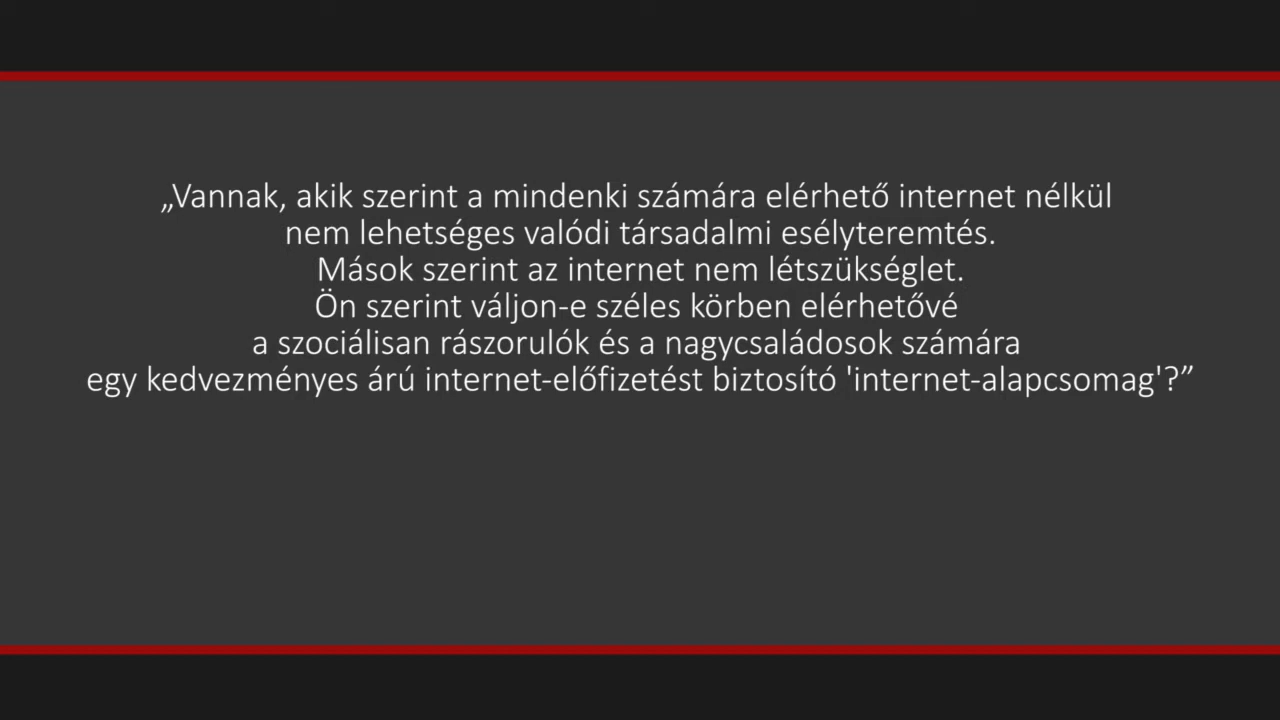 „Vannak, akik szerint a mindenki számára elérhető internet nélkül
nem lehetséges valódi társadalmi esélyteremtés.
Mások szerint az internet nem létszükséglet.
Ön szerint váljon-e széles körben elérhetővé
a szociálisan rászorulók és a nagycsaládosok számára
egy kedvezményes árú internet-előfizetést biztosító 'internet-alapcsomag'?”